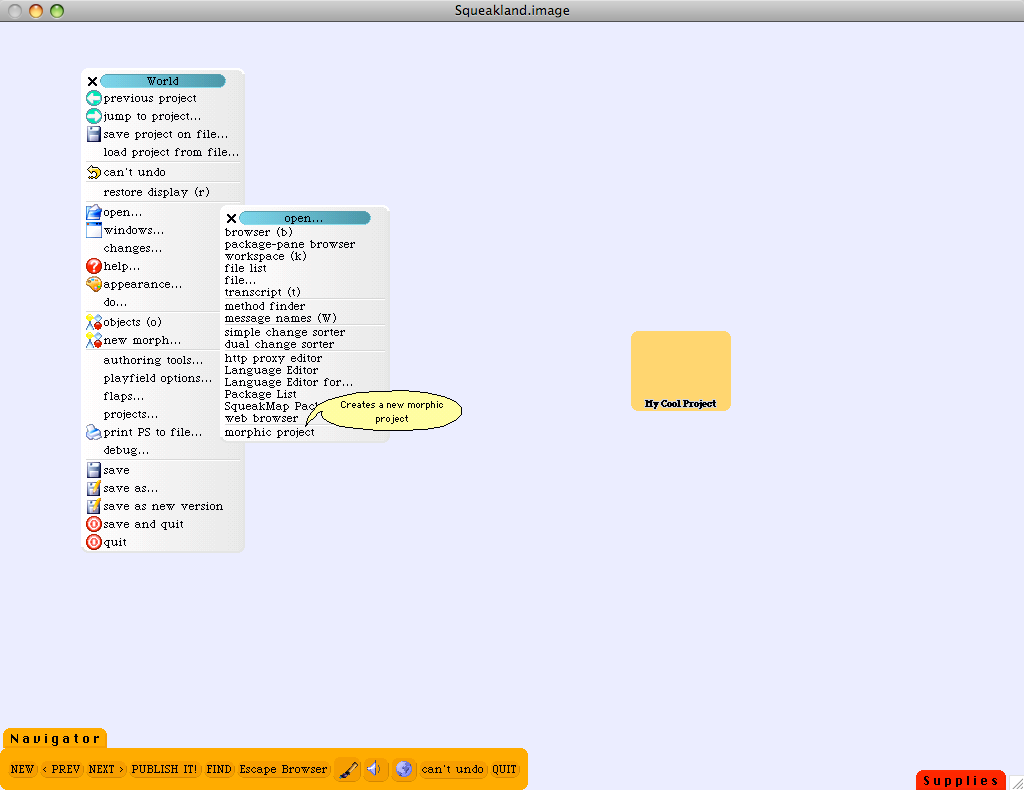 Squeakland.image
World
previous project
jump to project...
save project on file...
load project from file...
can't undo
restore display (r)
open...
windows...
changes...
help...
appearance...
do...
objects (o)
new morph...
authoring tools...
playfield options...
flaps...
projects...
print PS to file...
debug...
save
save as...
save as new version
save and quit
quit
open...
browser (b)
package-pane browser
workspace (k)
file list
file...
transcript (t)
method finder
message names (W)
simple change sorter
dual change sorter
http proxy editor
Language Editor
Language Editor for...
Package List
SqueakMap Pac
web browser
morphic project
Creates a new morphic
project
My Cool Project
Navigator
NEW < PREV NEXT > PUBLISH IT! FIND Escape Browser can't undo QUIT
Supplies